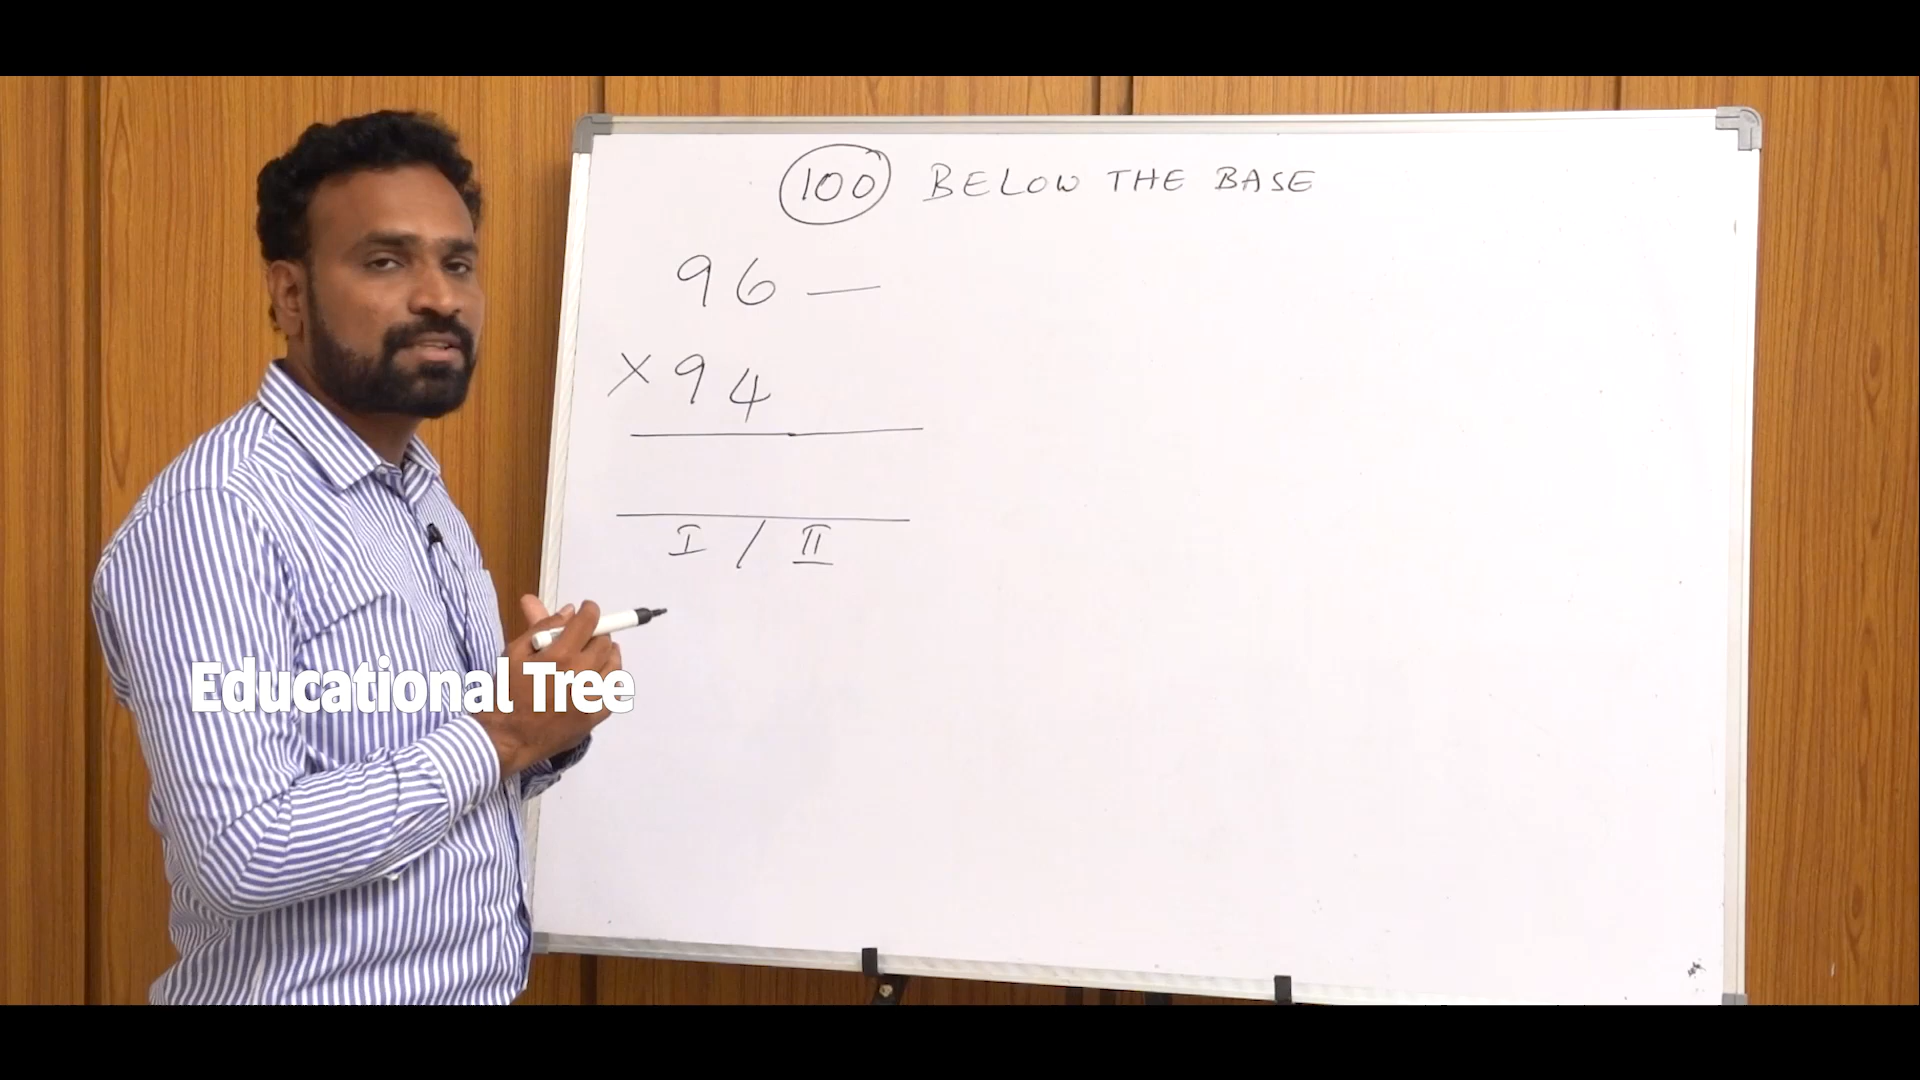 100 BELOW THE BASE
96 —
× 94
I / II
Educational Tree